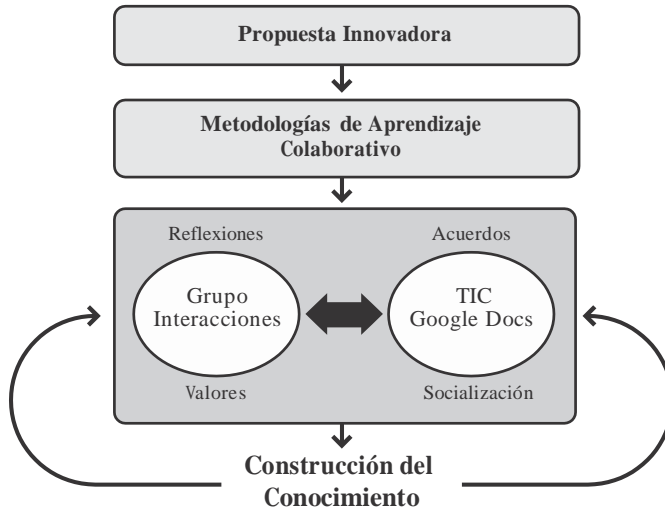 Propuesta Innovadora
Metodologías de Aprendizaje
Colaborativo
Reflexiones
Acuerdos
Grupo
Interacciones
TIC
Google Docs
Valores
Socialización
Construcción del
Conocimiento